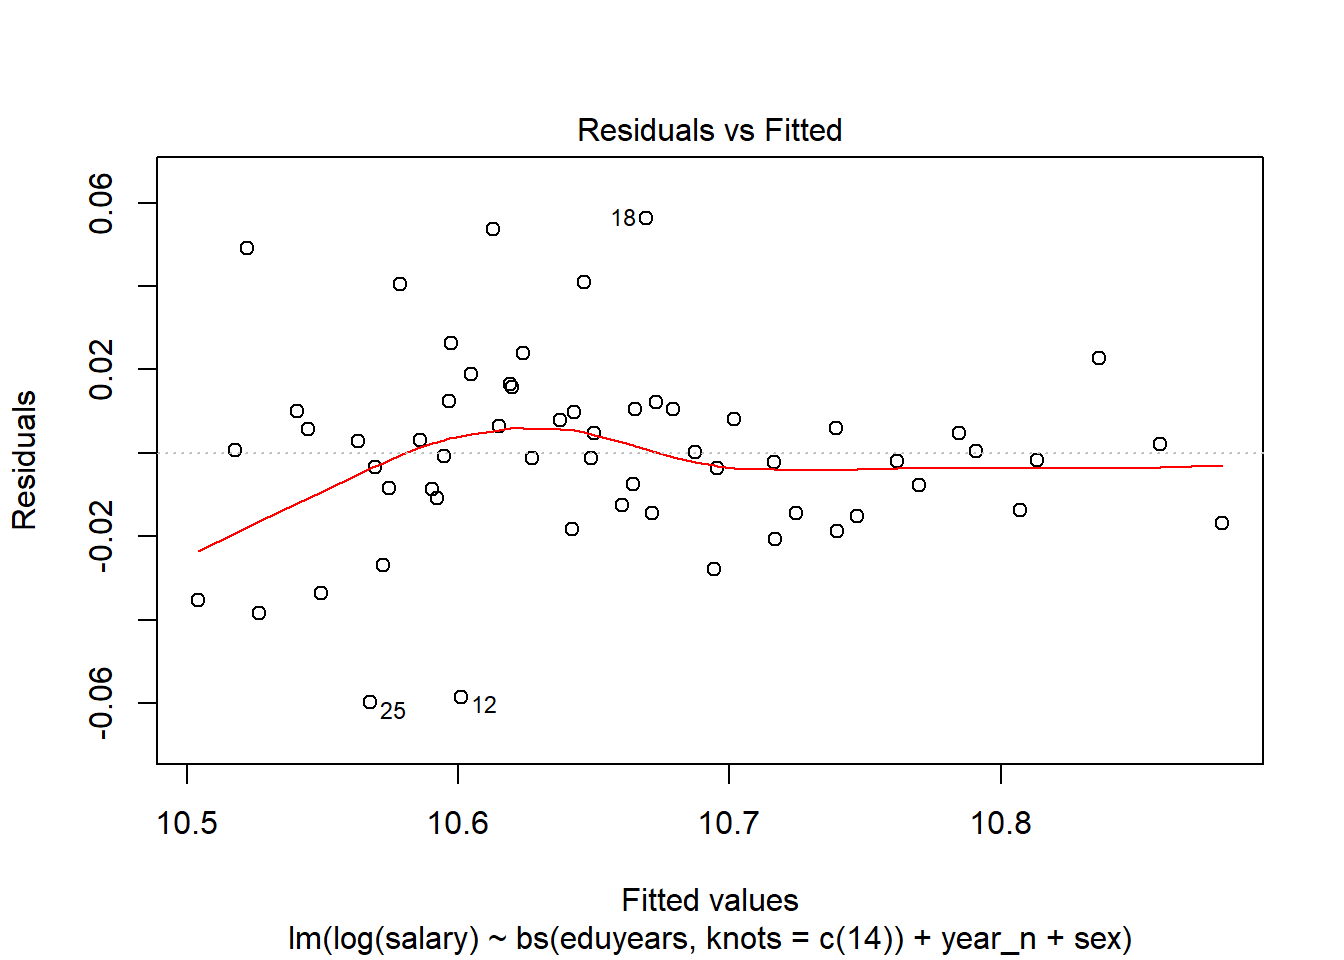 Residuals vs Fitted
0.06
0.02
-0.02
-0.06
Residuals
18
25
12
10.5 10.6 10.7 10.8
Fitted values
lm(log(salary) ~ bs(eduyears, knots = c(14)) + year_n + sex)